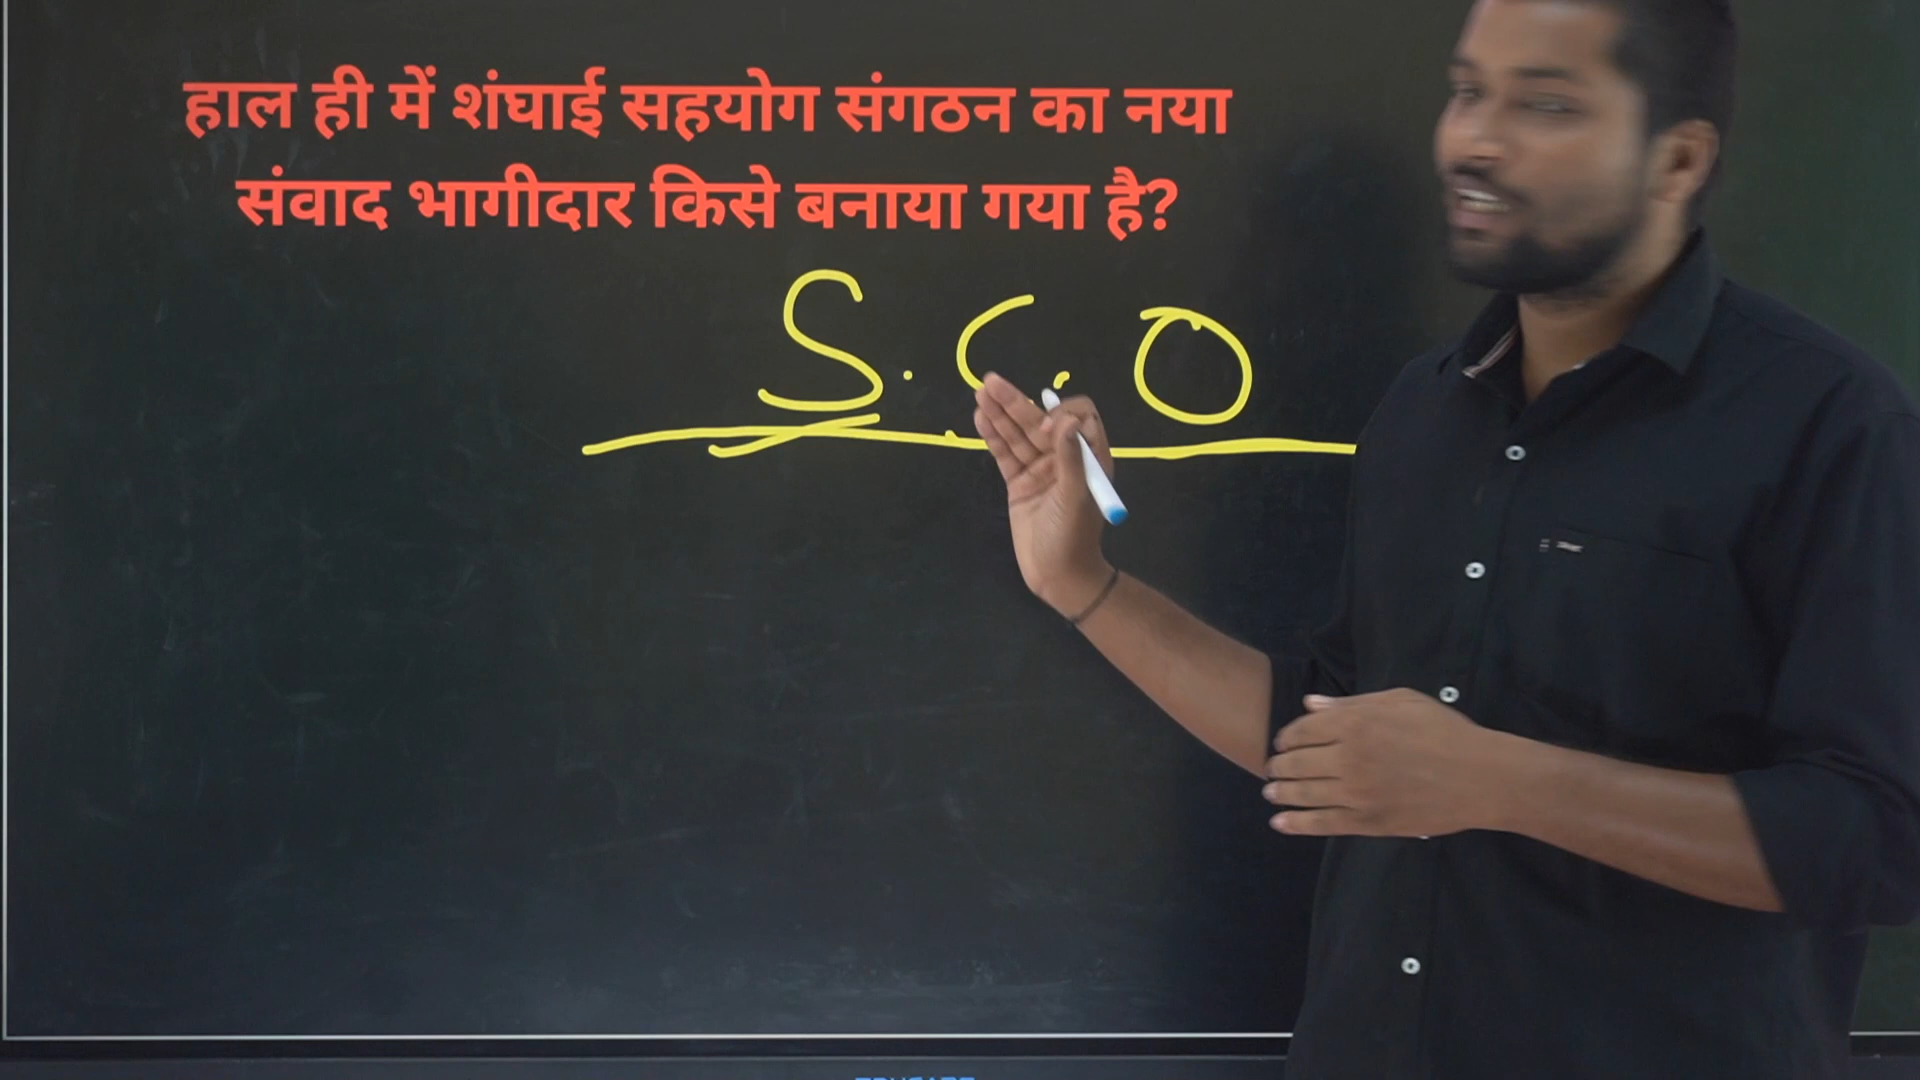 हाल ही में शंघाई सहयोग संगठन का नया
संवाद भागीदार किसे बनाया गया है?
S.C.O